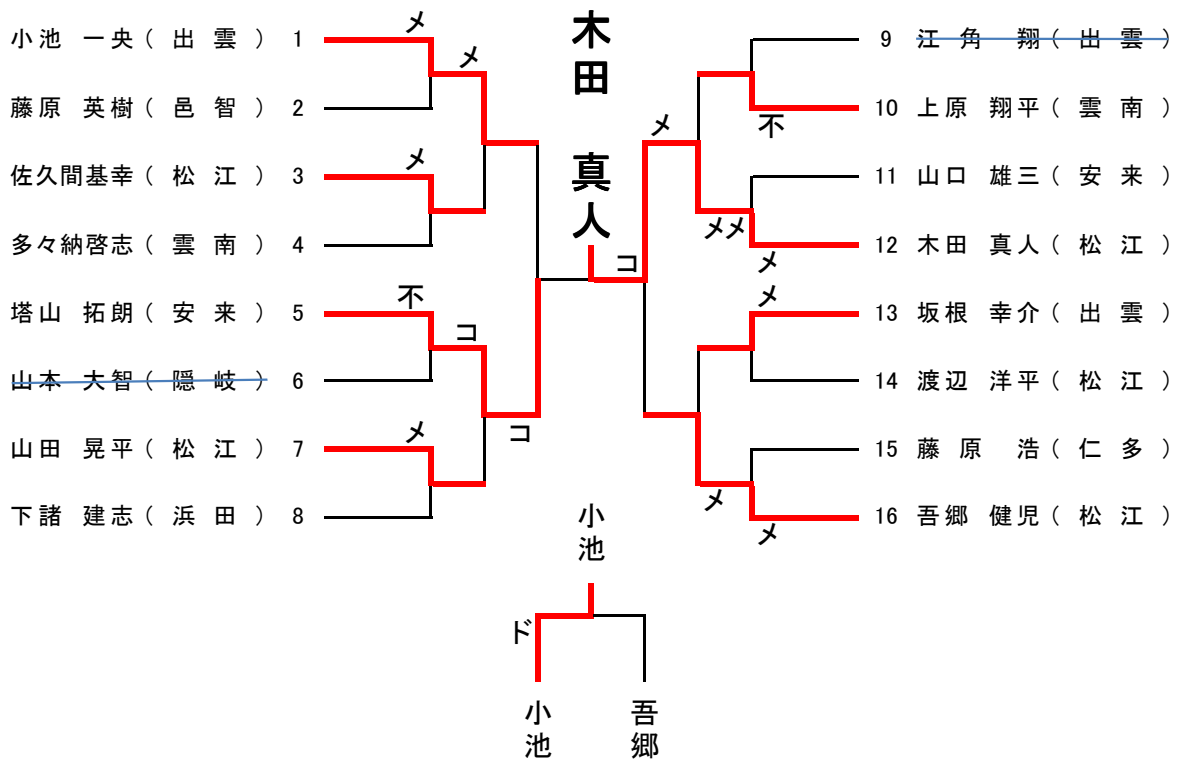 小池 一央 ( 出 雲 ) 1
メ
藤原 英樹 ( 邑 智 ) 2
メ
佐久間基幸 ( 松 江 ) 3
メ
多々納啓志 ( 雲 南 ) 4
塔山 拓朗 ( 安 来 ) 5
不
山本 大智 ( 隠 岐 ) 6
コ
山田 晃平 ( 松 江 ) 7
メ
下諸 建志 ( 浜 田 ) 8
コ
木田 真人
コ
9 江 角 翔 ( 出 雲 )
10 上原 翔平 ( 雲 南 )
不
メ
11 山口 雄三 ( 安 来 )
12 木田 真人 ( 松 江 )
メメ
メ
13 坂根 幸介 ( 出 雲 )
メ
14 渡辺 洋平 ( 松 江 )
15 藤 原 浩 ( 仁 多 )
16 吾郷 健児 ( 松 江 )
メ
メ
小池
ド
小池
吾郷